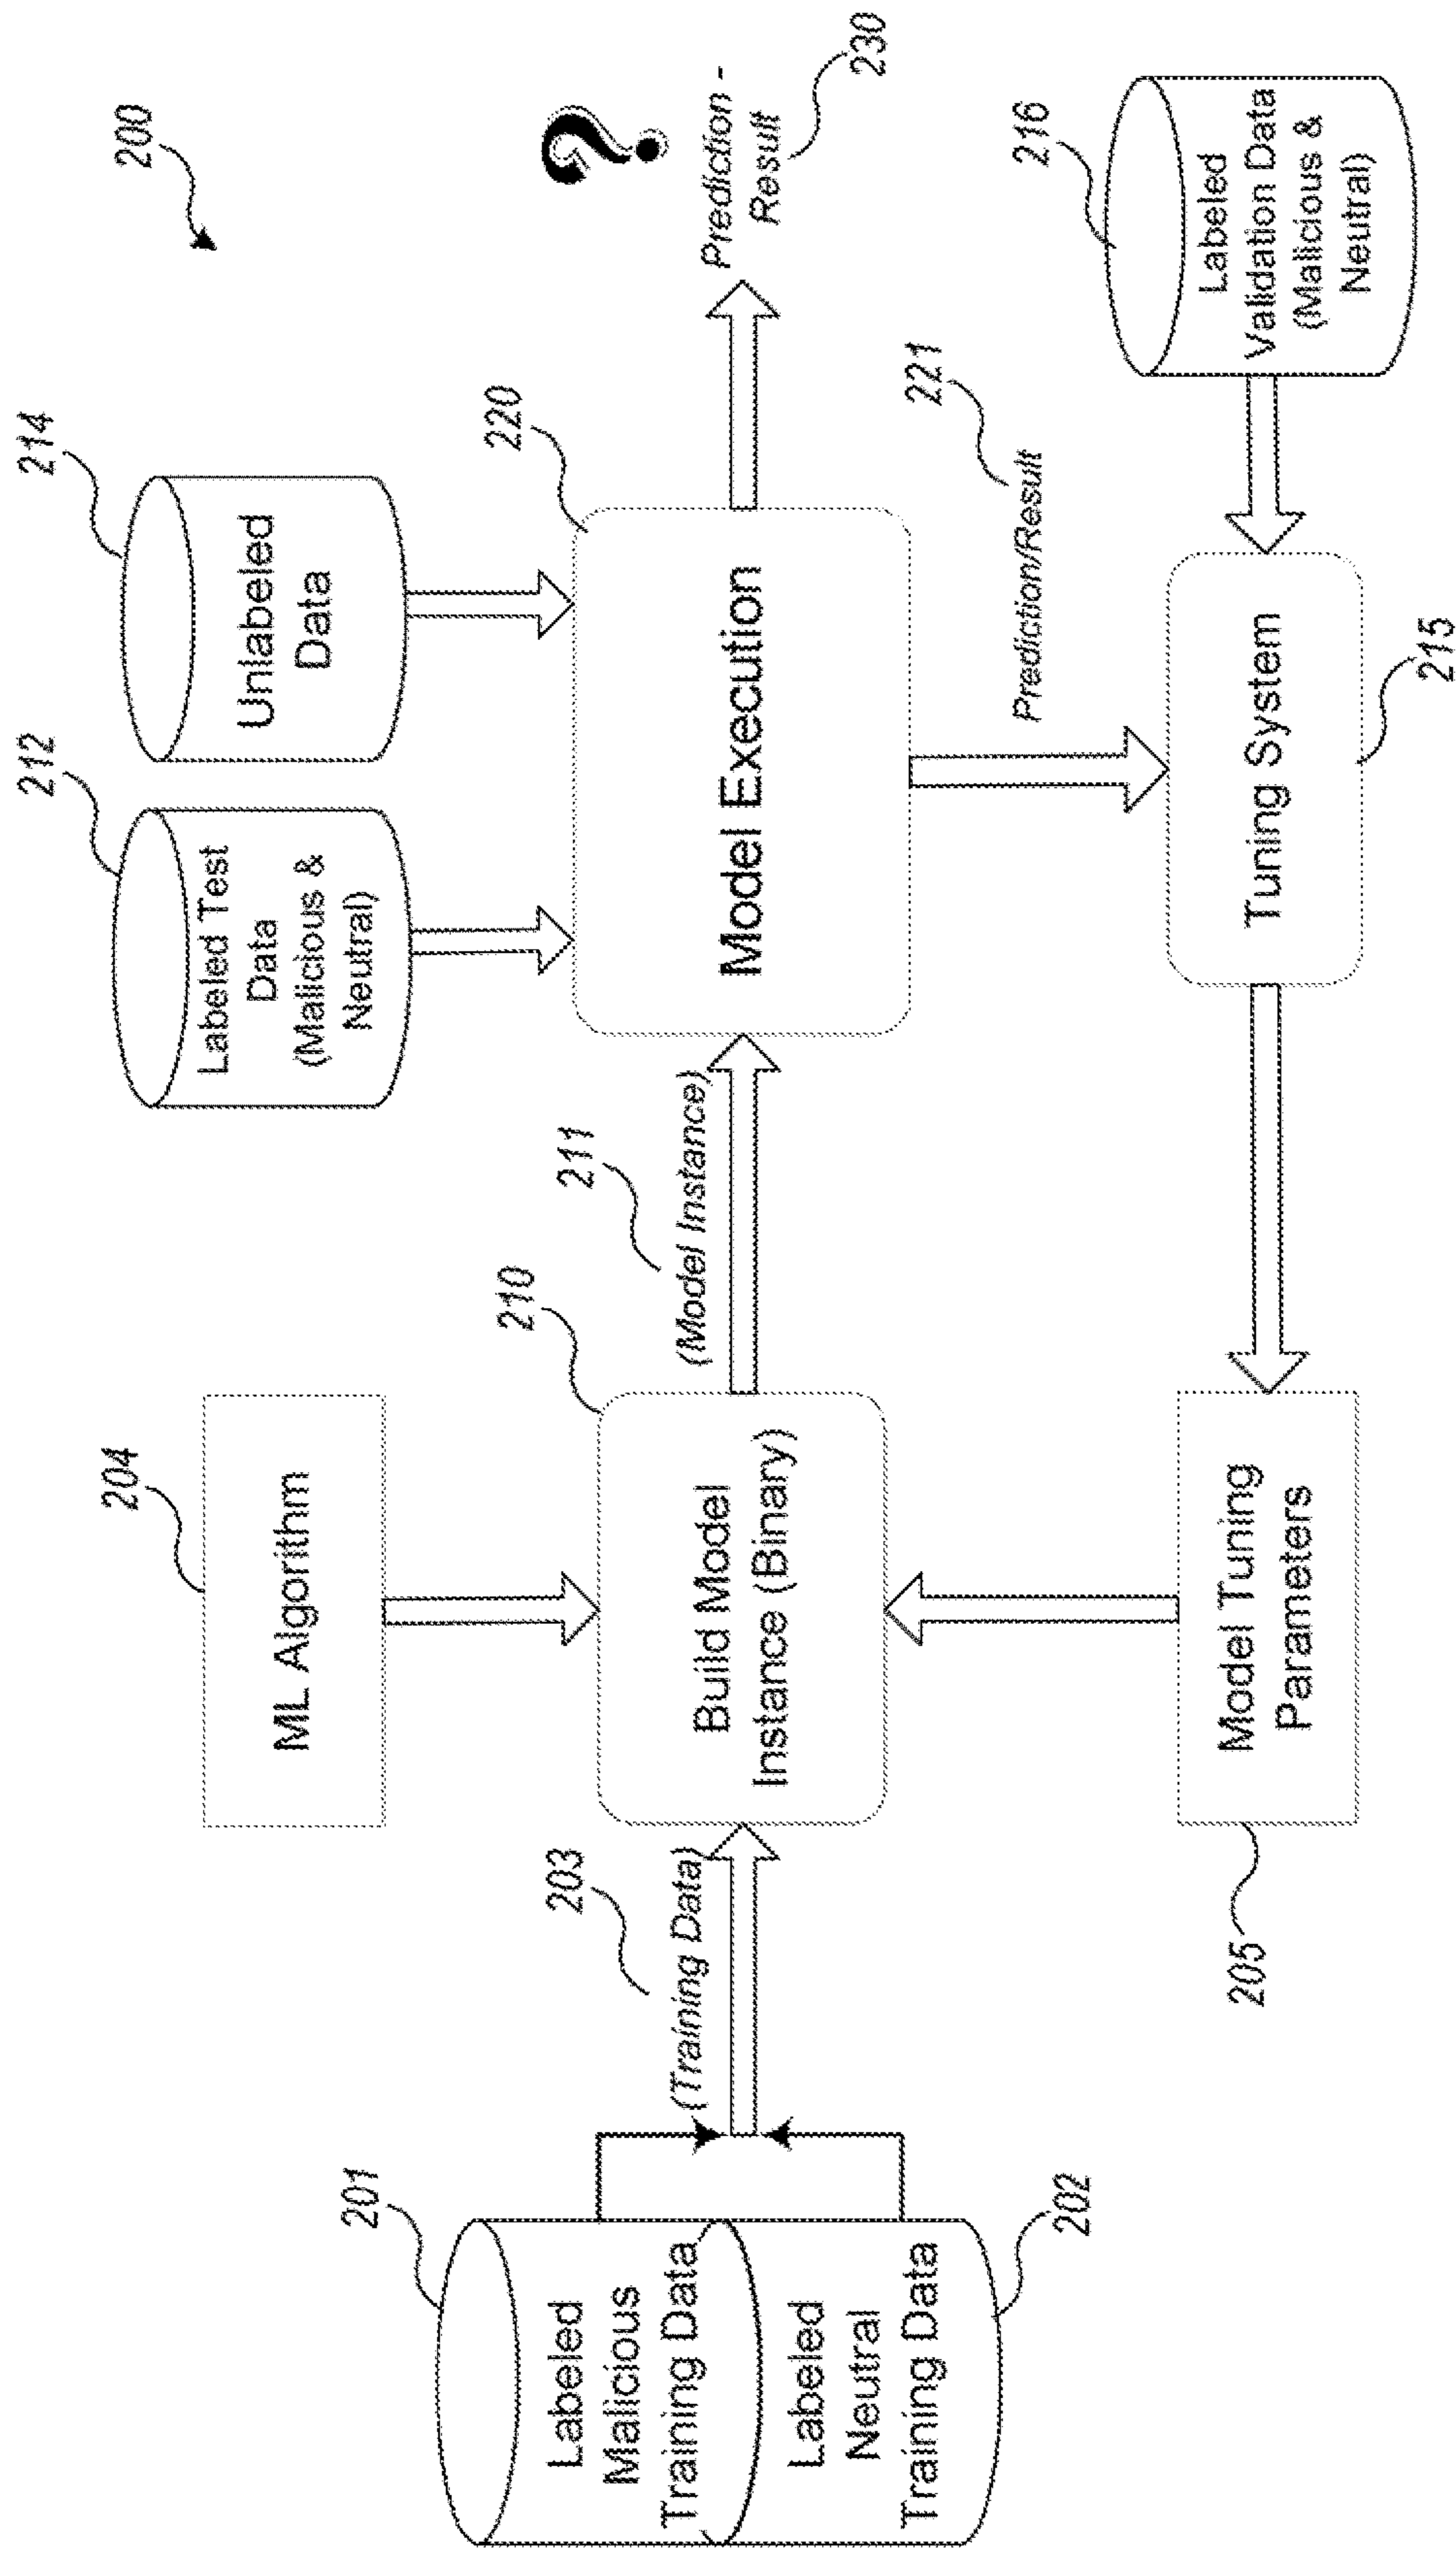 200
204
ML Algorithm
212
Labeled Test
Data
(Malicious &
Neutral)
214
Unlabeled
Data
201
Labeled
Malicious
Training Data
Labeled
Neutral
Training Data
202
203
(Training Data)
210
Build Model
Instance (Binary)
211
(Model Instance)
220
Model Execution
?
Prediction -
Result
230
221
Prediction/Result
205
Model Tuning
Parameters
Tuning System
215
216
Labeled
Validation Data
(Malicious &
Neutral)